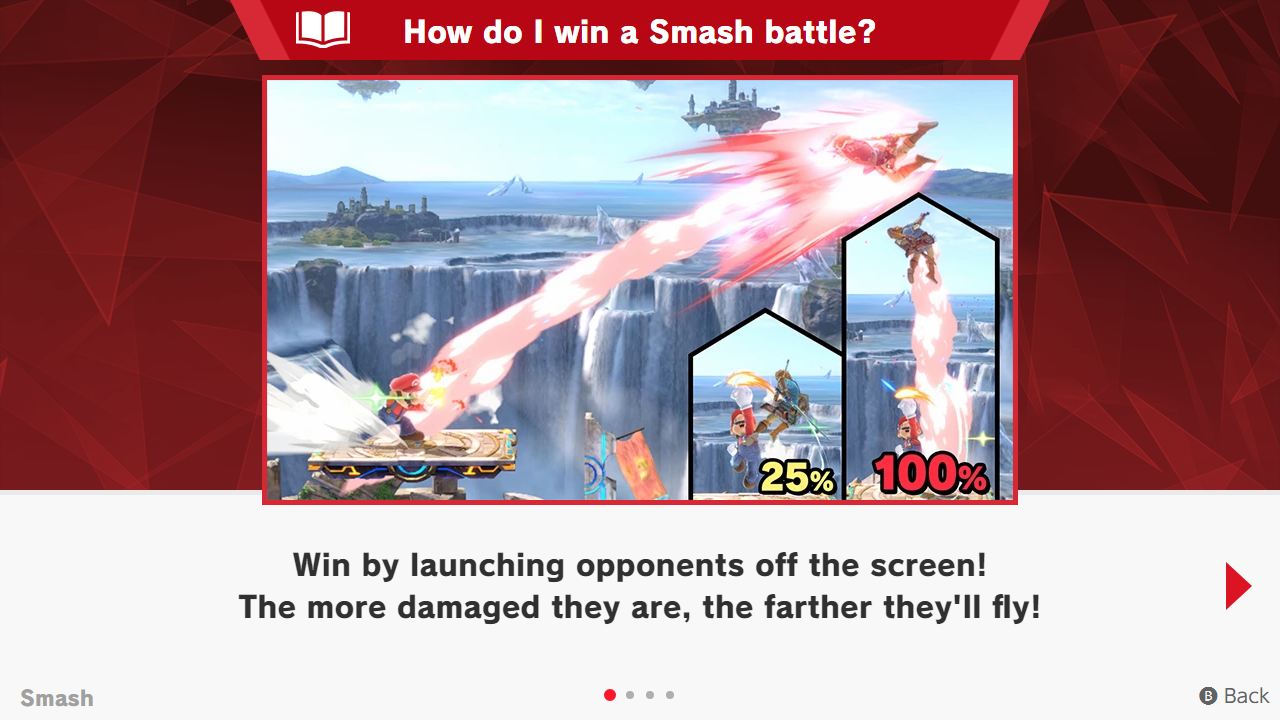 How do I win a Smash battle?
25%
100%
Win by launching opponents off the screen!
The more damaged they are, the farther they'll fly!
Smash
B Back